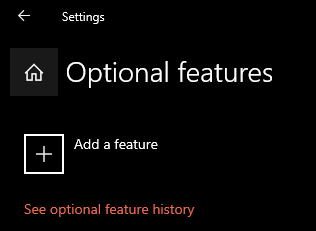 Settings
Optional features
Add a feature
See optional feature history